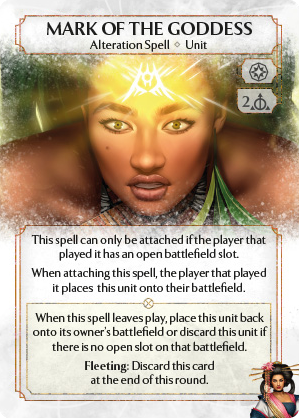 MARK OF THE GODDESS
Alteration Spell ⬦ Unit
2
This spell can only be attached if the player that
played it has an open battlefield slot.
When attaching this spell, the player that played
it places this unit onto their battlefield.
When this spell leaves play, place this unit back
onto its owner's battlefield or discard this unit if
there is no open slot on that battlefield.
Fleeting: Discard this card
at the end of this round.